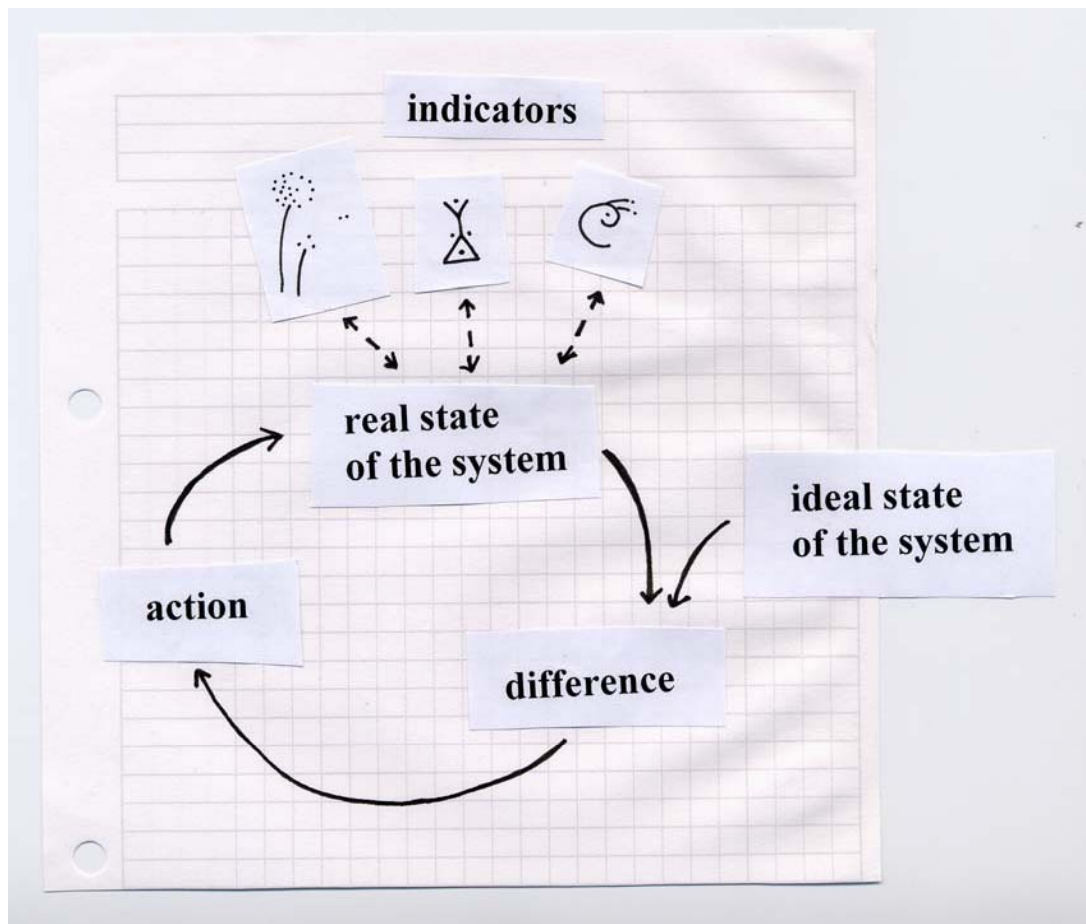 indicators
real state
of the system
ideal state
of the system
action
difference